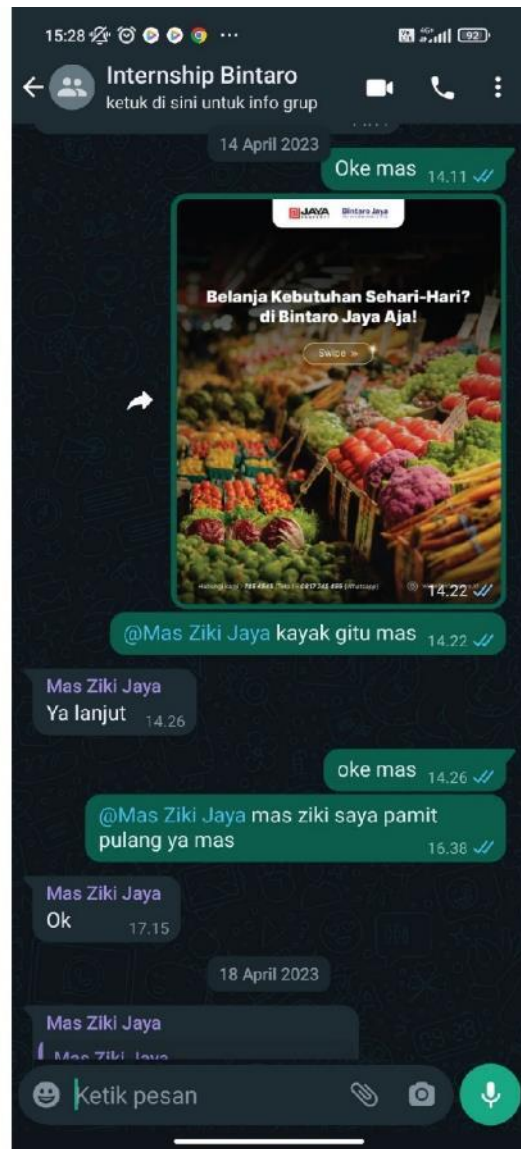 15:28
4G+
92
Internship Bintaro
ketuk di sini untuk info grup
14 April 2023
Oke mas 14.11
JAYA
Bintaro Jaya
Belanja Kebutuhan Sehari-Hari?
di Bintaro Jaya Aja!
Swipe »
14.22
@Mas Ziki Jaya kayak gitu mas 14.22
Mas Ziki Jaya
Ya lanjut 14.26
oke mas 14.26
@Mas Ziki Jaya mas ziki saya pamit
pulang ya mas 16.38
Mas Ziki Jaya
Ok 17.15
18 April 2023
Mas Ziki Jaya
Mas Ziki Jaya
Ketik pesan